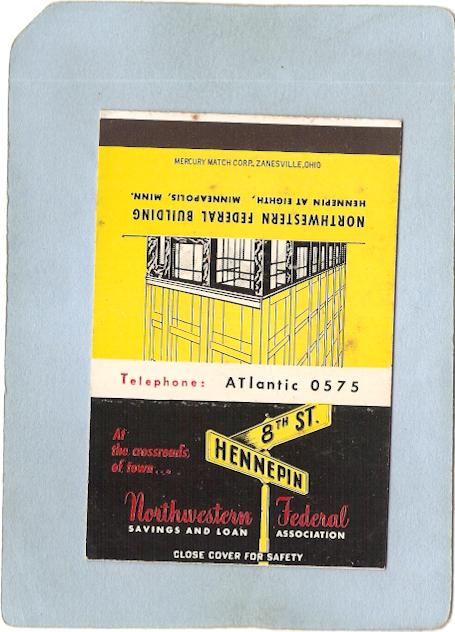 MERCURY MATCH CORP., ZANESVILLE, OHIO
NORTHWESTERN FEDERAL BUILDING
HENNEPIN AT EIGHTH, MINNEAPOLIS, MINN.
Telephone: ATlantic 0575
8TH ST.
HENNEPIN
At
the crossroads
of town...
Northwestern Federal
SAVINGS AND LOAN ASSOCIATION
CLOSE COVER FOR SAFETY